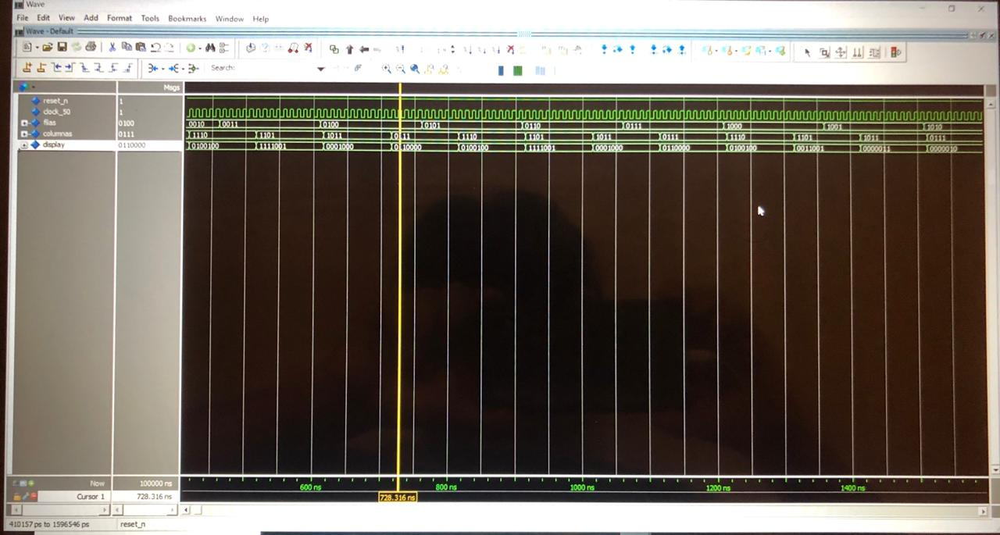 Wave
File Edit View Add Format Tools Bookmarks Window Help
Wave - Default
Search:
Msgs
reset_n 1
clock_50 1
filas 0100 0010 0011 0100 0101 0110 0111 1000 1001 1010
columnas 0111 1110 1101 1011 0111 1110 1101 1011 0111 1110 1101 1011 0111
display 0110000 0100100 1111001 0001000 0110000 0100100 1111001 0001000 0110000 0100100 0011001 0000011 0000010
Now 100000 ns 600 ns 800 ns 1000 ns 1200 ns 1400 ns
Cursor 1 728.316 ns 728.316 ns
410157 ps to 1596546 ps reset_n